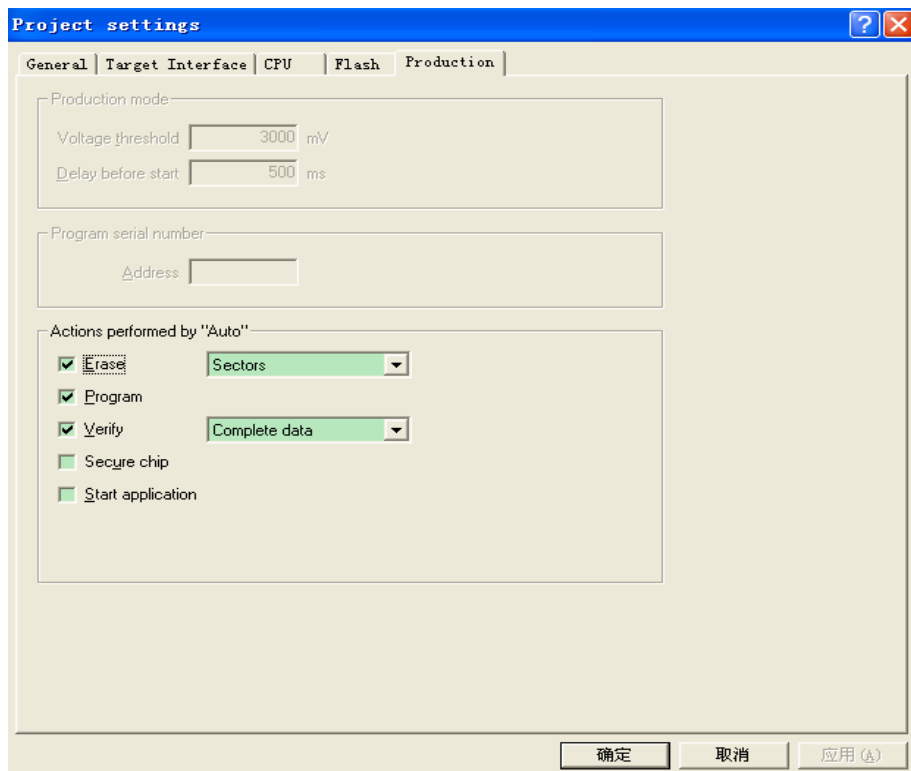 Project settings
General Target Interface CPU Flash Production
Production mode
Voltage threshold 3000 mV
Delay before start 500 ms
Program serial number
Address
Actions performed by "Auto"
Erase Sectors
Program
Verify Complete data
Secure chip
Start application
确定 取消 应用(A)